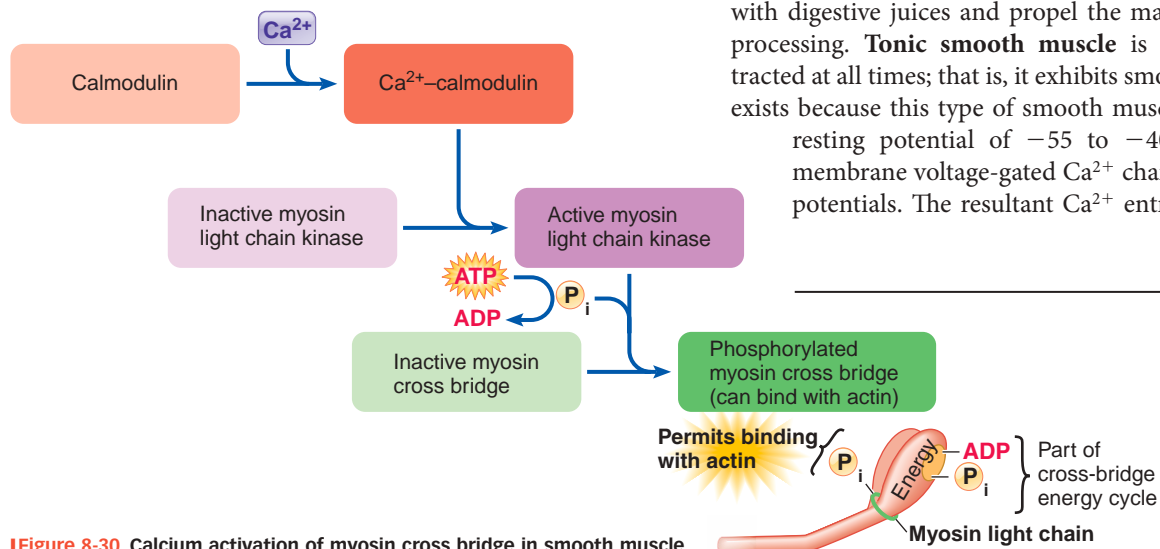 with digestive juices and propel the ma
processing. Tonic smooth muscle is
tracted at all times; that is, it exhibits smo
exists because this type of smooth musc
resting potential of −55 to −4
membrane voltage-gated Ca²⁺ chan
potentials. The resultant Ca²⁺ entr
Ca²⁺
Calmodulin
Ca²⁺–calmodulin
Inactive myosin
light chain kinase
Active myosin
light chain kinase
ATP
ADP
Pi
Inactive myosin
cross bridge
Phosphorylated
myosin cross bridge
(can bind with actin)
Permits binding
with actin
Pi
Energy
ADP
Pi
Part of
cross-bridge
energy cycle
Myosin light chain
Figure 8-30 Calcium activation of myosin cross bridge in smooth muscle